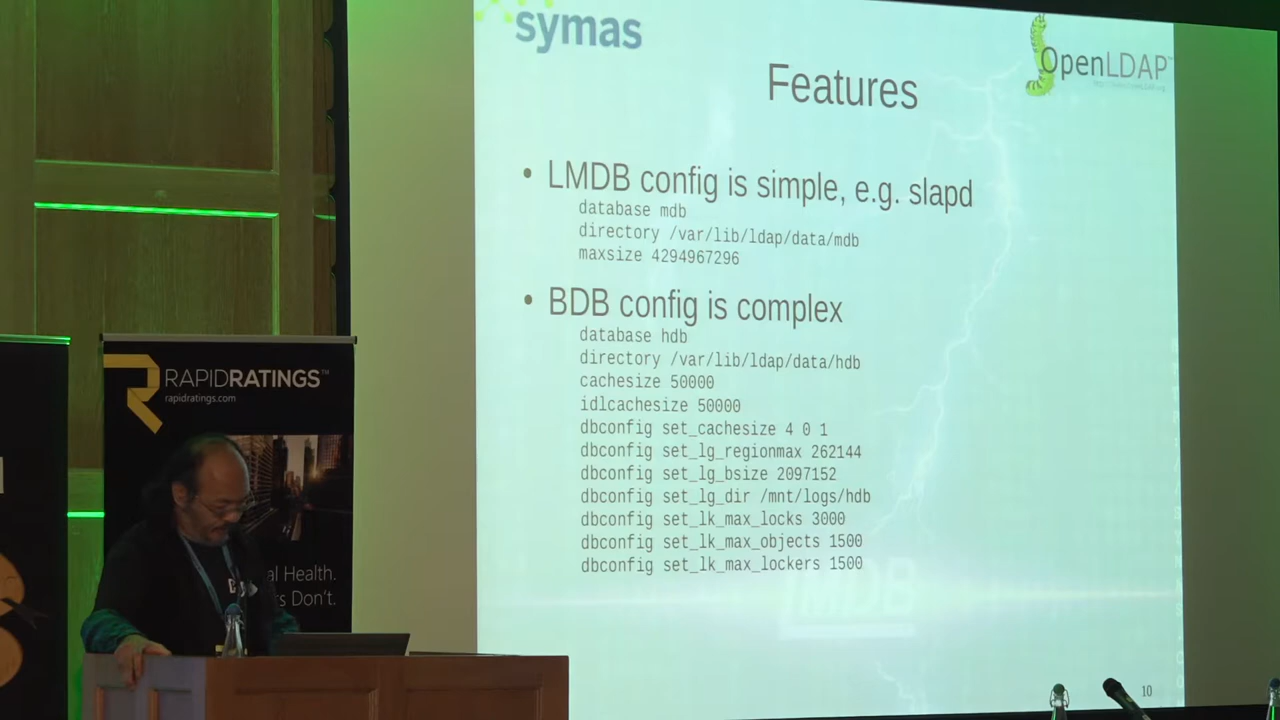 symas
OpenLDAP™
Features
• LMDB config is simple, e.g. slapd
database mdb
directory /var/lib/ldap/data/mdb
maxsize 4294967296
• BDB config is complex
database hdb
directory /var/lib/ldap/data/hdb
cachesize 50000
idlcachesize 50000
dbconfig set_cachesize 4 0 1
dbconfig set_lg_regionmax 262144
dbconfig set_lg_bsize 2097152
dbconfig set_lg_dir /mnt/logs/hdb
dbconfig set_lk_max_locks 3000
dbconfig set_lk_max_objects 1500
dbconfig set_lk_max_lockers 1500
LMDB
10
RAPIDRATINGS™
rapidratings.com
al Health.
s Don't.